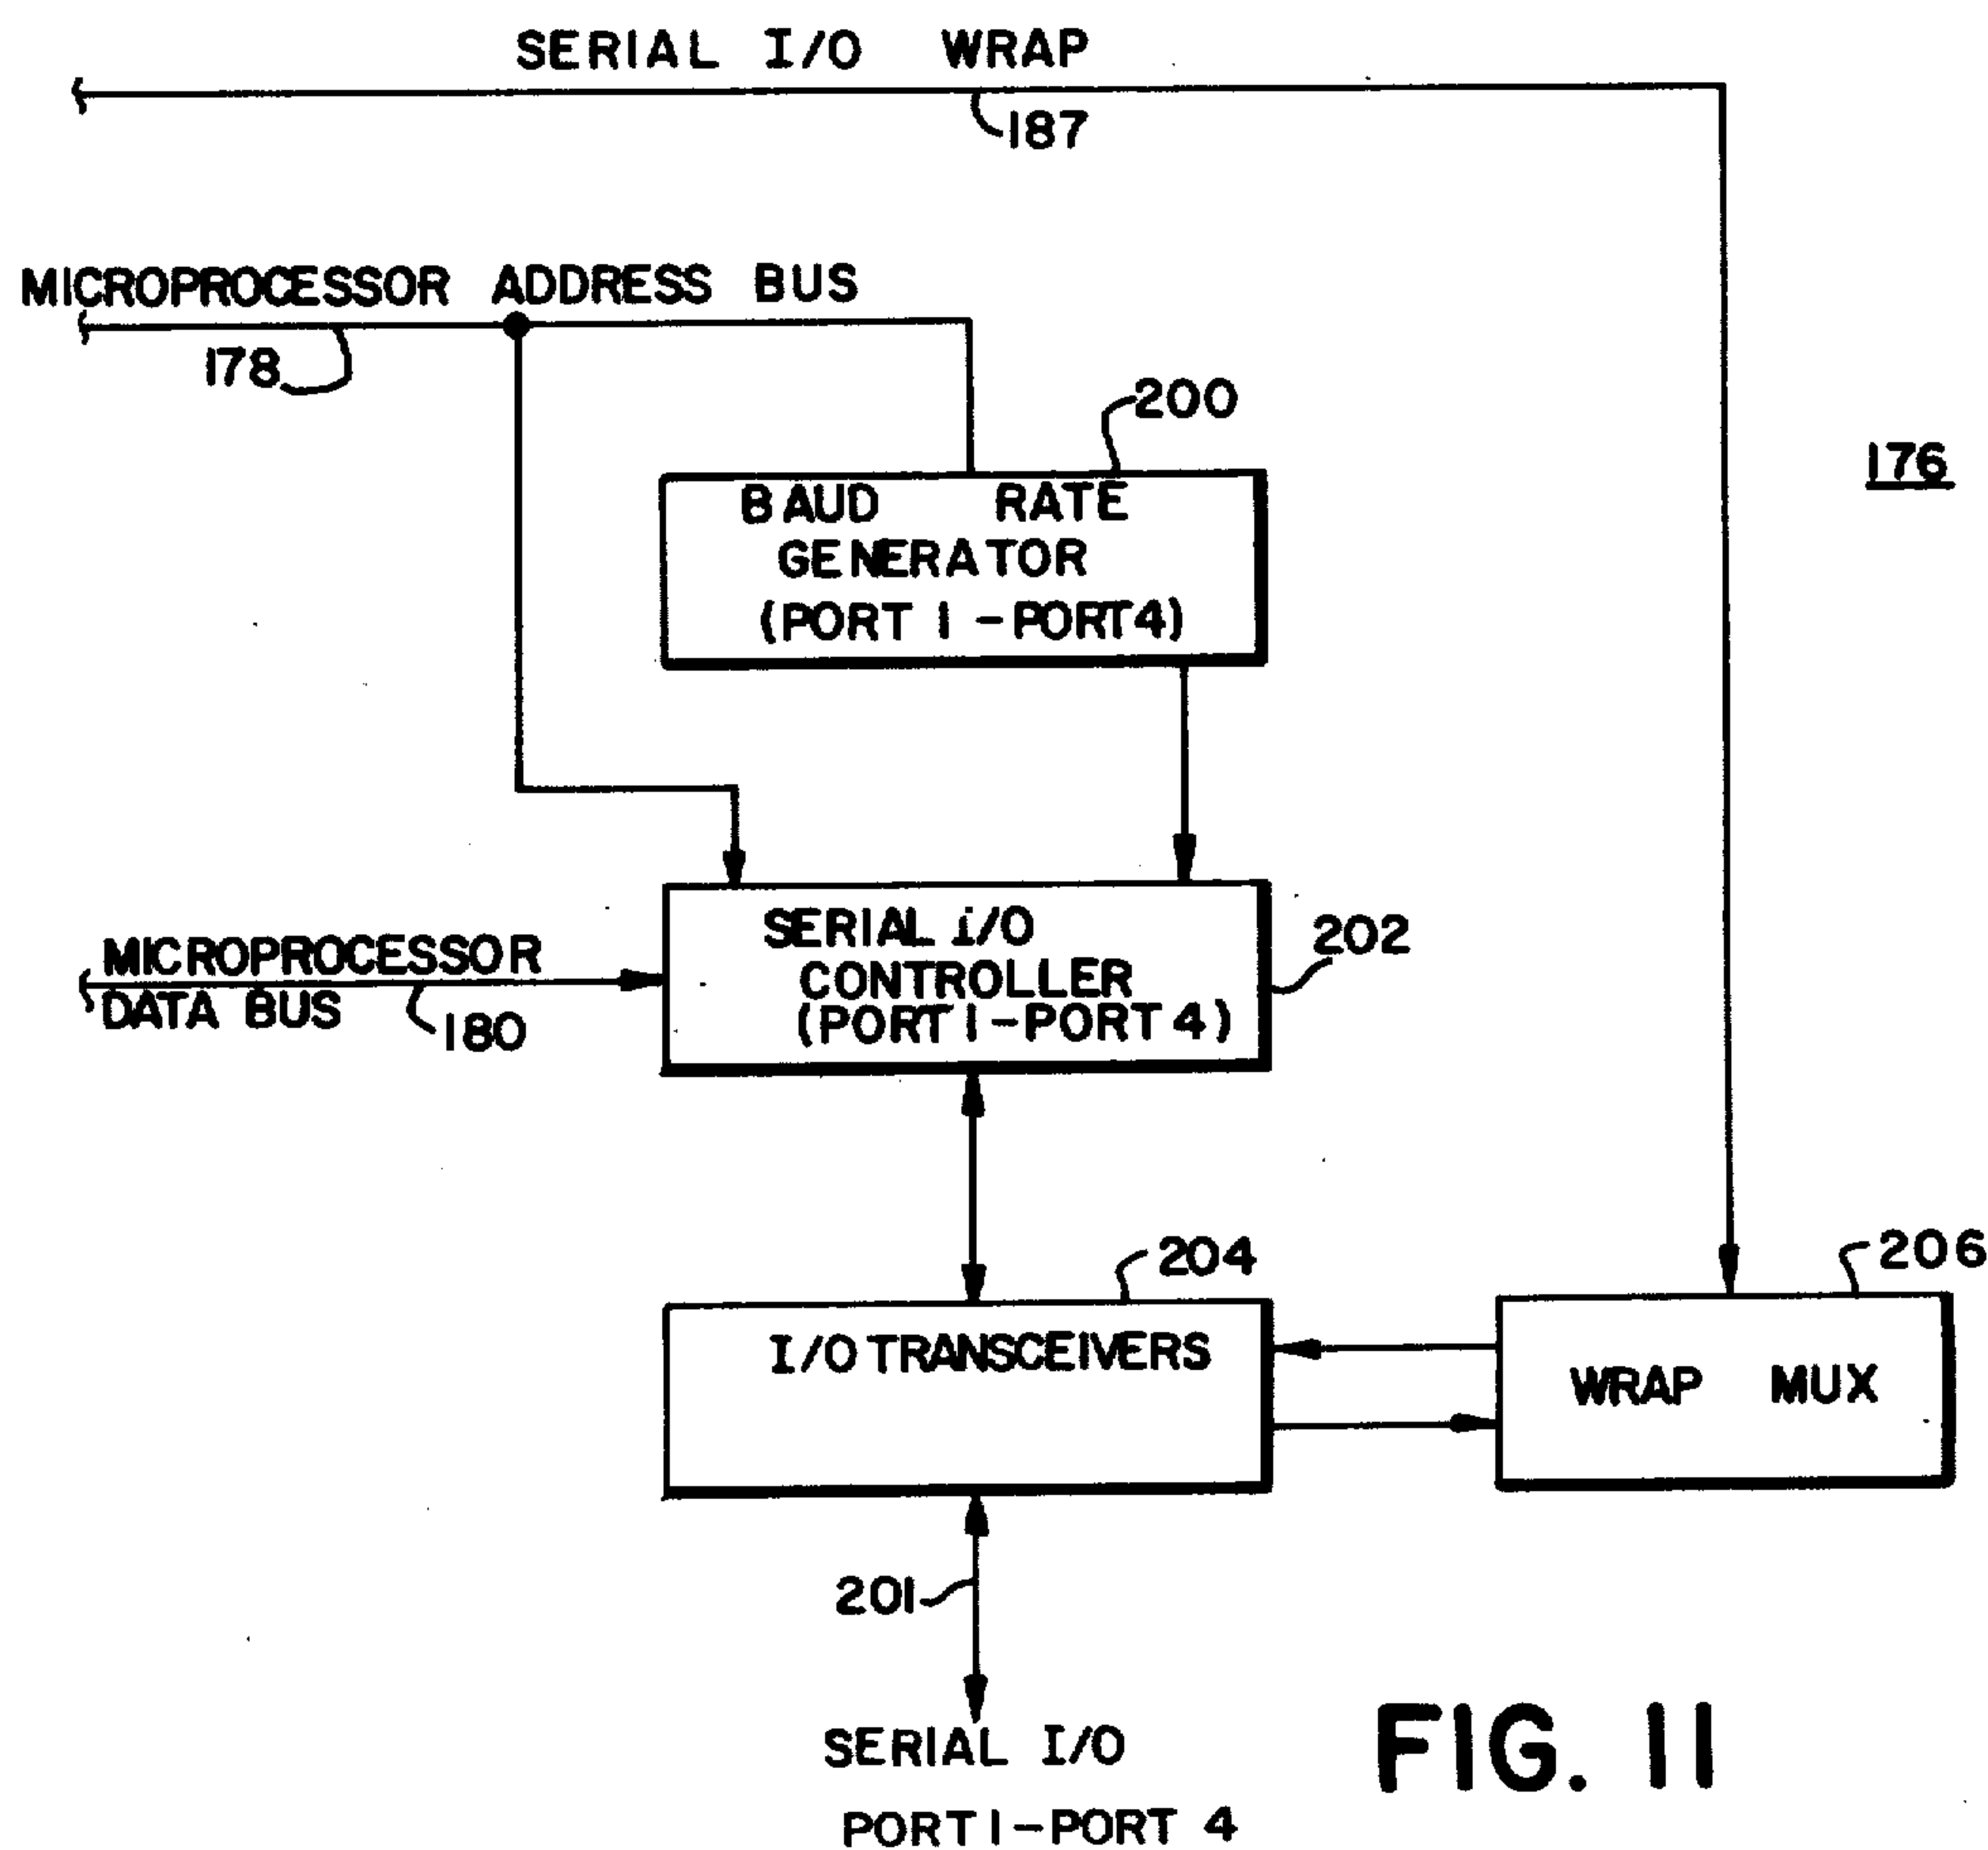 SERIAL I/O WRAP
187
MICROPROCESSOR ADDRESS BUS
178
200
176
BAUD RATE
GENERATOR
(PORT 1 - PORT 4)
MICROPROCESSOR
DATA BUS
180
SERIAL i/O
CONTROLLER
(PORT 1 - PORT 4)
202
204
206
I/O TRANSCEIVERS
WRAP MUX
201
SERIAL I/O
PORT 1 - PORT 4
FIG. 11